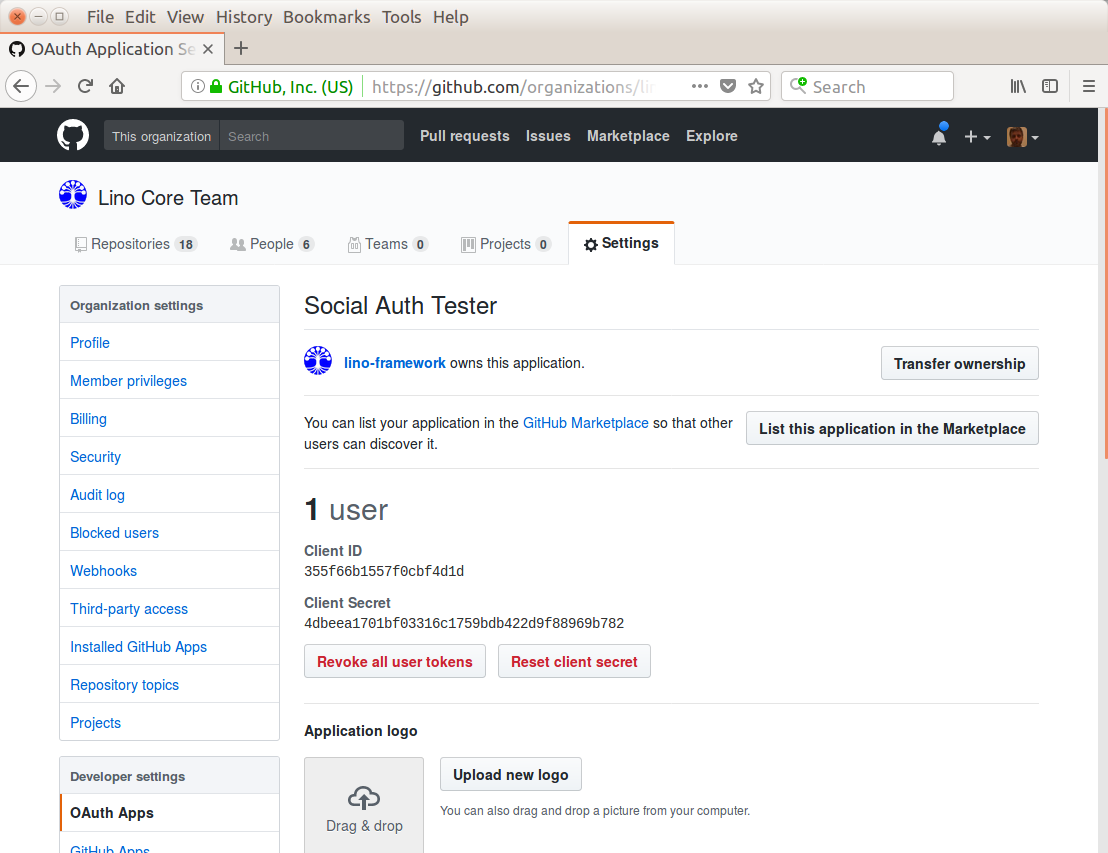 File Edit View History Bookmarks Tools Help
OAuth Application Se
GitHub, Inc. (US) https://github.com/organizations/lin Search
This organization Search Pull requests Issues Marketplace Explore
Lino Core Team
Repositories 18 People 6 Teams 0 Projects 0 Settings
Organization settings
Profile
Member privileges
Billing
Security
Audit log
Blocked users
Webhooks
Third-party access
Installed GitHub Apps
Repository topics
Projects
Developer settings
OAuth Apps
GitHub Apps
Social Auth Tester
lino-framework owns this application.
Transfer ownership
You can list your application in the GitHub Marketplace so that other
users can discover it.
List this application in the Marketplace
1 user
Client ID
355f66b1557f0cbf4d1d
Client Secret
4dbeea1701bf03316c1759bdb422d9f88969b782
Revoke all user tokens Reset client secret
Application logo
Drag & drop
Upload new logo
You can also drag and drop a picture from your computer.